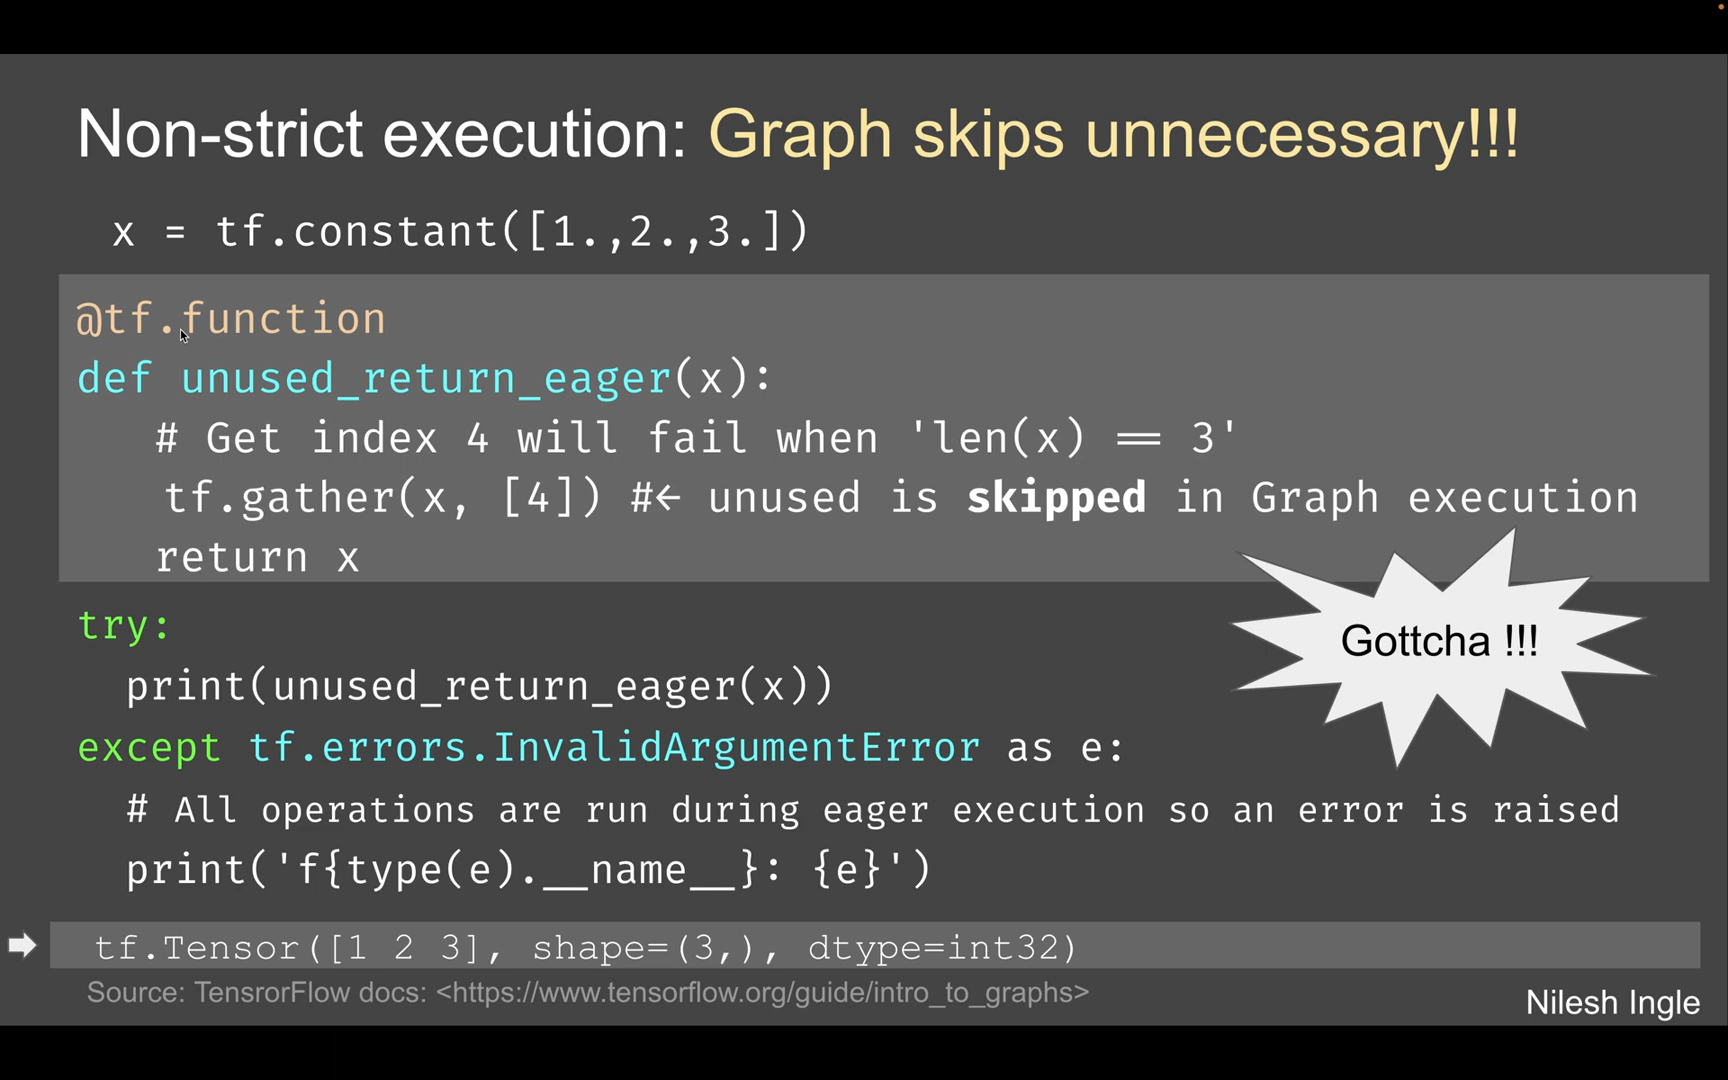 Non-strict execution: Graph skips unnecessary!!!
x = tf.constant([1.,2.,3.])
@tf.function
def unused_return_eager(x):
# Get index 4 will fail when 'len(x) == 3'
tf.gather(x, [4]) #← unused is skipped in Graph execution
return x
try:
print(unused_return_eager(x))
except tf.errors.InvalidArgumentError as e:
# All operations are run during eager execution so an error is raised
print('f{type(e).__name__}: {e}')
Gottcha !!!
tf.Tensor([1 2 3], shape=(3,), dtype=int32)
Source: TensrorFlow docs: <https://www.tensorflow.org/guide/intro_to_graphs>
Nilesh Ingle